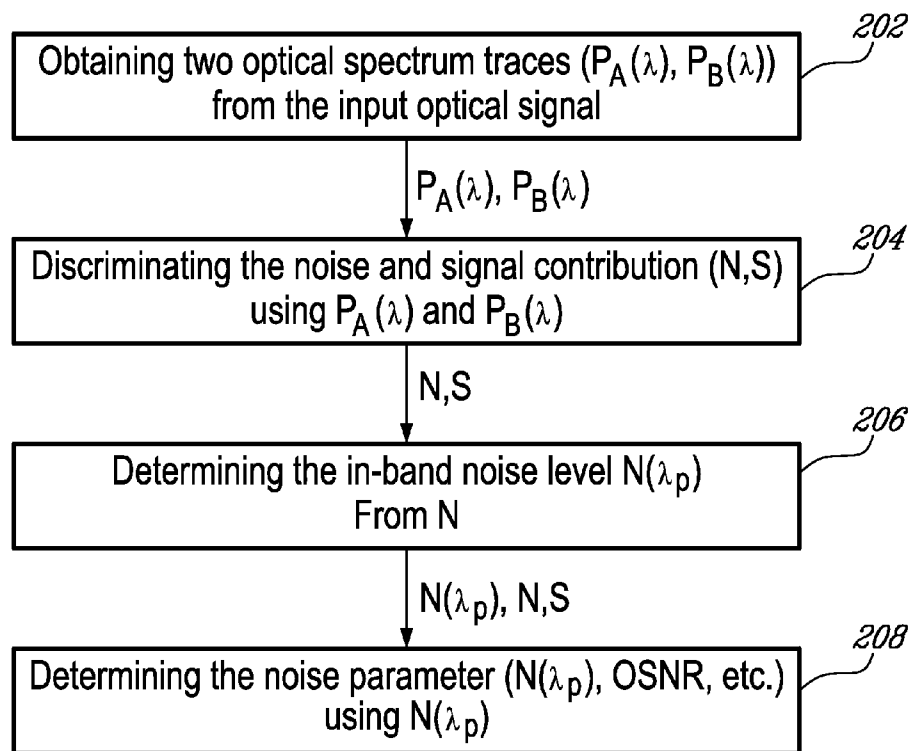 202
Obtaining two optical spectrum traces (P_A(λ), P_B(λ))
from the input optical signal
P_A(λ), P_B(λ)
204
Discriminating the noise and signal contribution (N,S)
using P_A(λ) and P_B(λ)
N,S
206
Determining the in-band noise level N(λ_p)
From N
N(λ_p), N,S
208
Determining the noise parameter (N(λ_p), OSNR, etc.)
using N(λ_p)